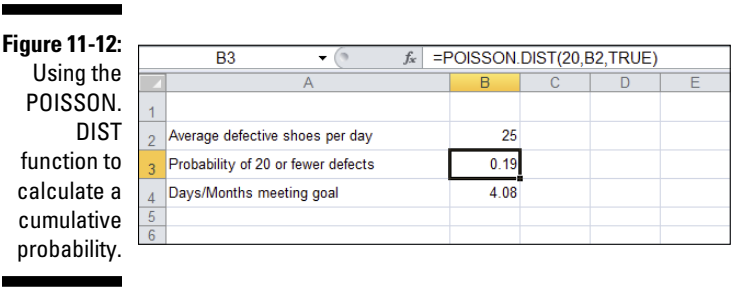 Figure 11-12:
Using the
POISSON.
DIST
function to
calculate a
cumulative
probability.
B3 fx =POISSON.DIST(20,B2,TRUE)
A B C D E
1
2 Average defective shoes per day 25
3 Probability of 20 or fewer defects 0.19
4 Days/Months meeting goal 4.08
5
6